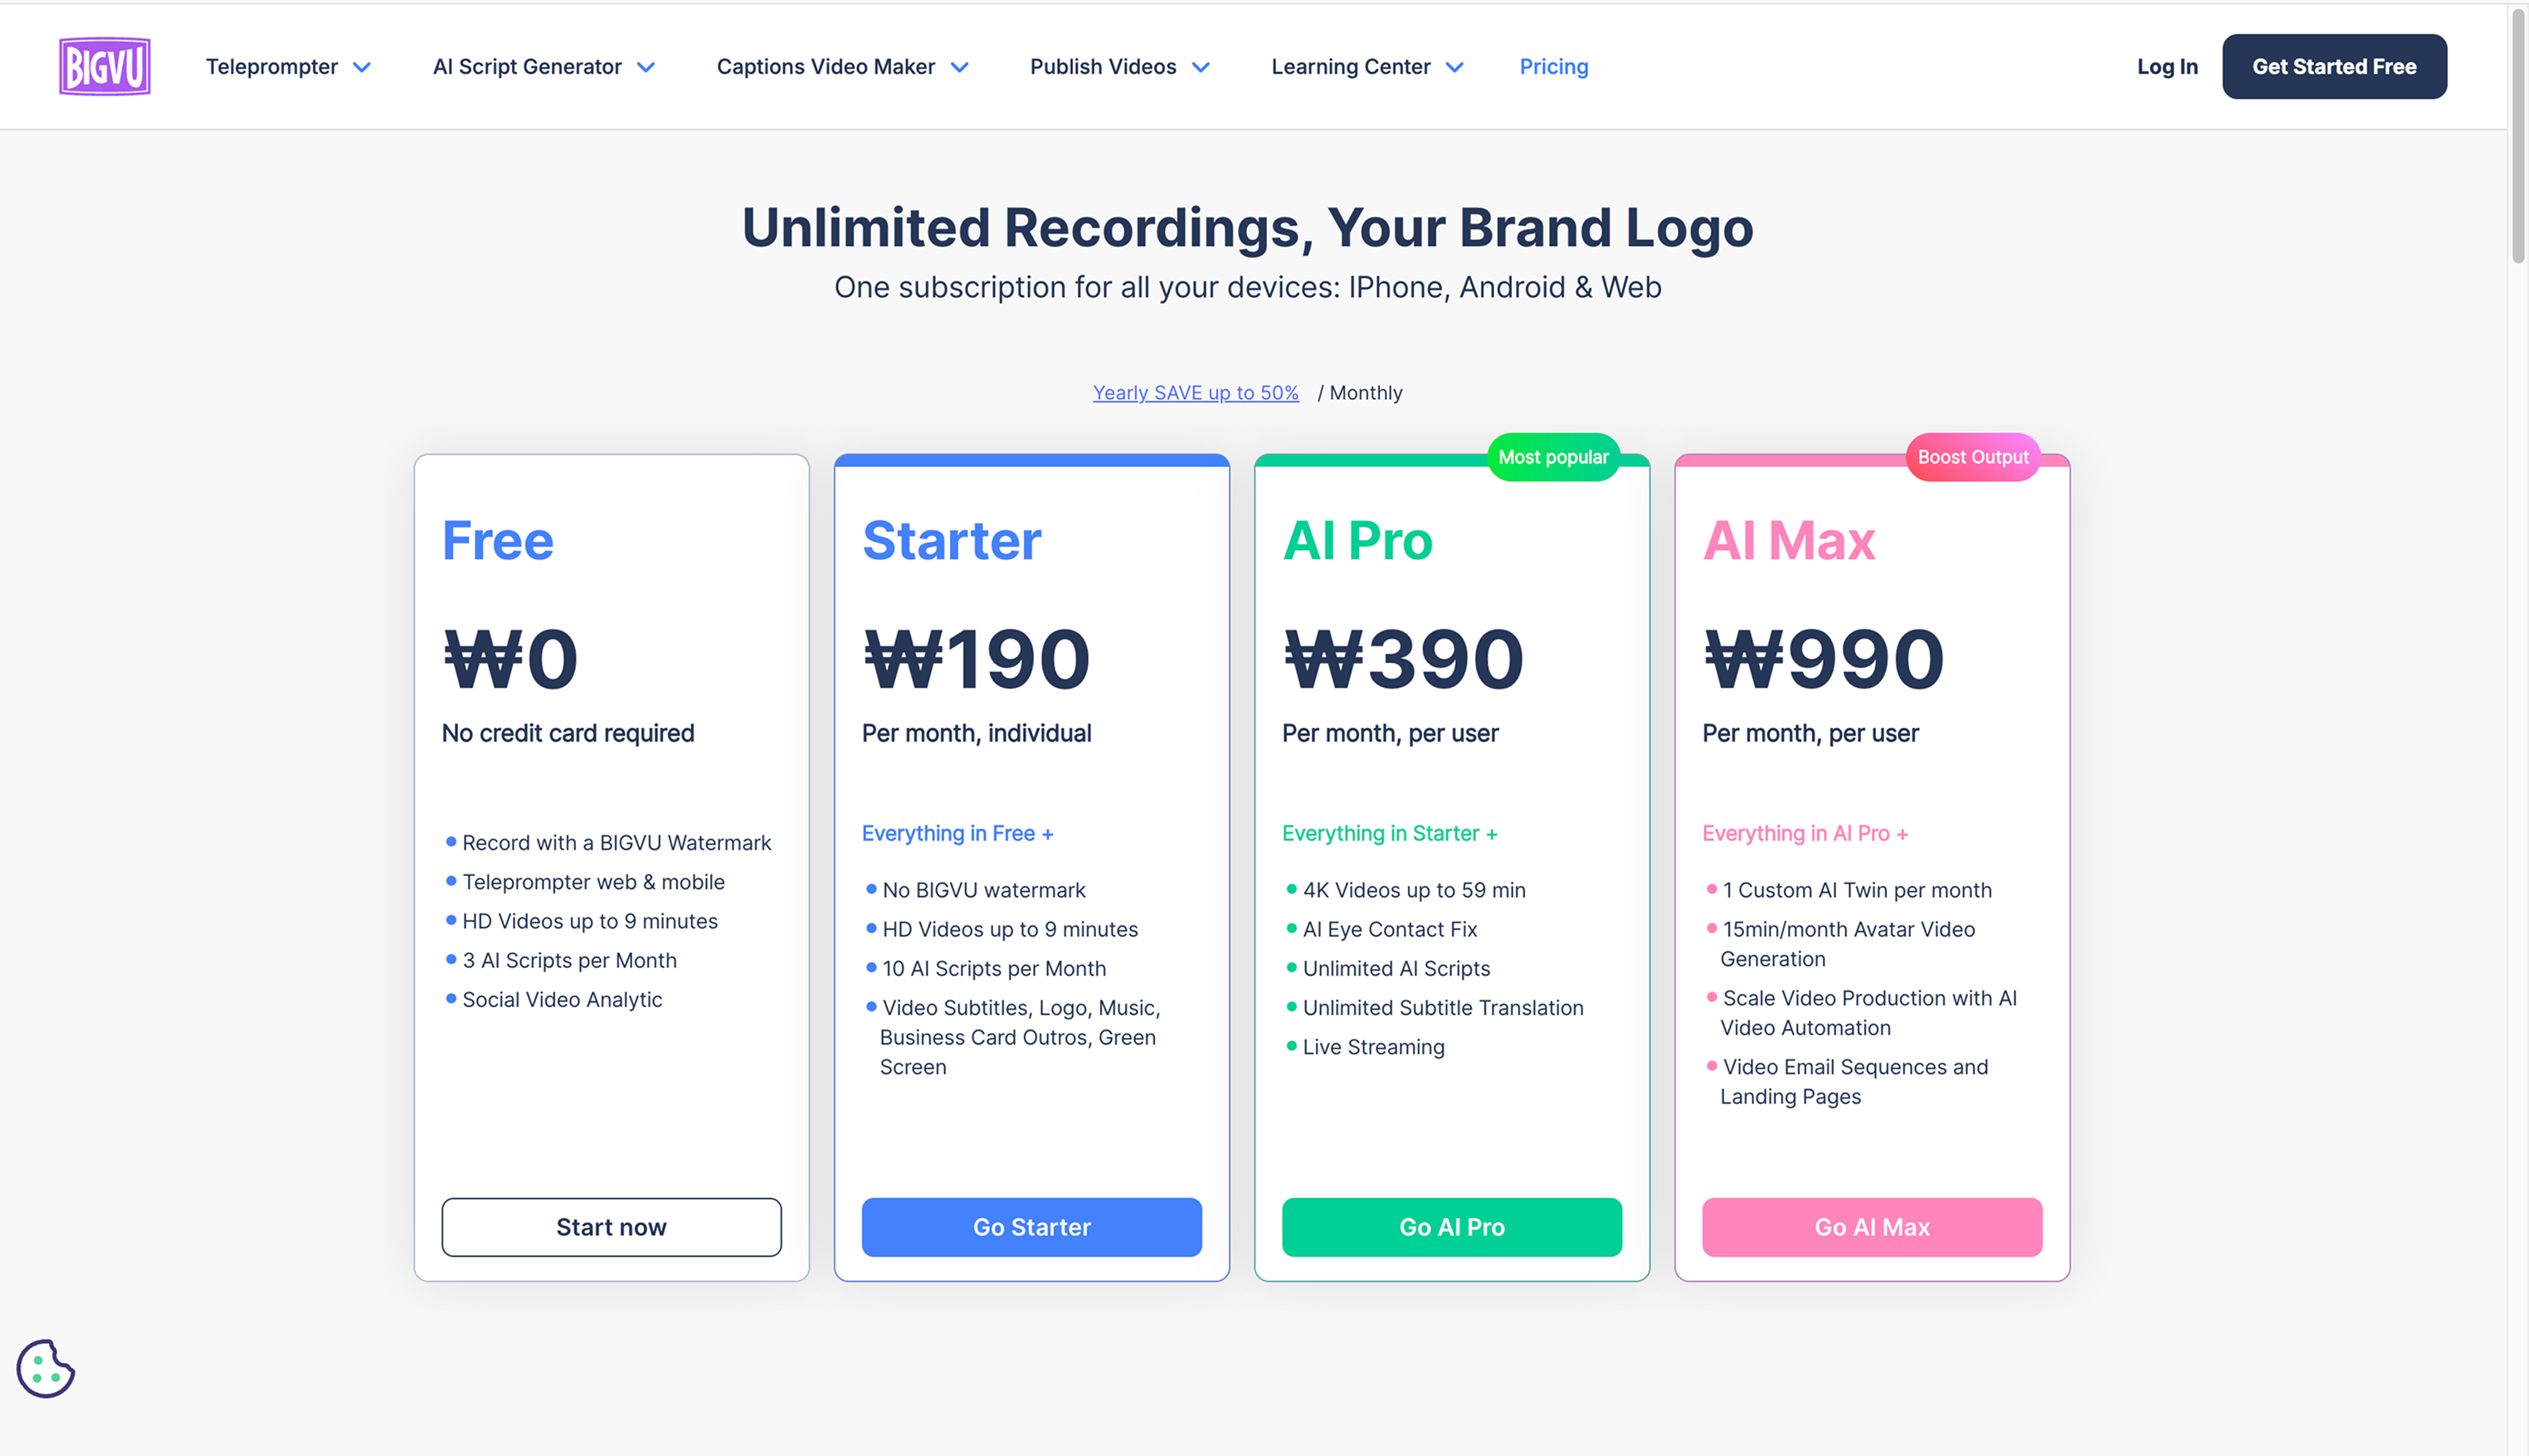 BIGVU
Teleprompter
AI Script Generator
Captions Video Maker
Publish Videos
Learning Center
Pricing
Log In
Get Started Free
Unlimited Recordings, Your Brand Logo
One subscription for all your devices: IPhone, Android & Web
Yearly SAVE up to 50% / Monthly
Free
₩0
No credit card required
Record with a BIGVU Watermark
Teleprompter web & mobile
HD Videos up to 9 minutes
3 AI Scripts per Month
Social Video Analytic
Start now
Starter
₩190
Per month, individual
Everything in Free +
No BIGVU watermark
HD Videos up to 9 minutes
10 AI Scripts per Month
Video Subtitles, Logo, Music,
Business Card Outros, Green
Screen
Go Starter
Most popular
AI Pro
₩390
Per month, per user
Everything in Starter +
4K Videos up to 59 min
AI Eye Contact Fix
Unlimited AI Scripts
Unlimited Subtitle Translation
Live Streaming
Go AI Pro
Boost Output
AI Max
₩990
Per month, per user
Everything in AI Pro +
1 Custom AI Twin per month
15min/month Avatar Video
Generation
Scale Video Production with AI
Video Automation
Video Email Sequences and
Landing Pages
Go AI Max